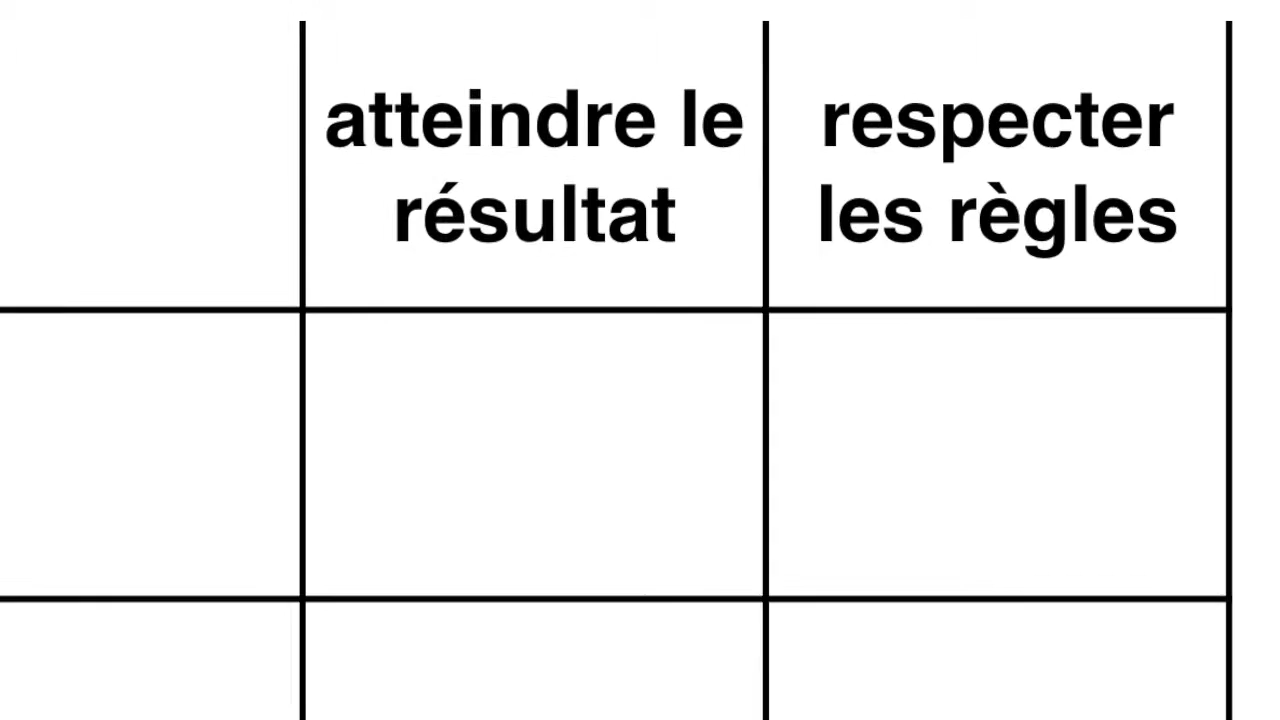 atteindre le
résultat
respecter
les règles